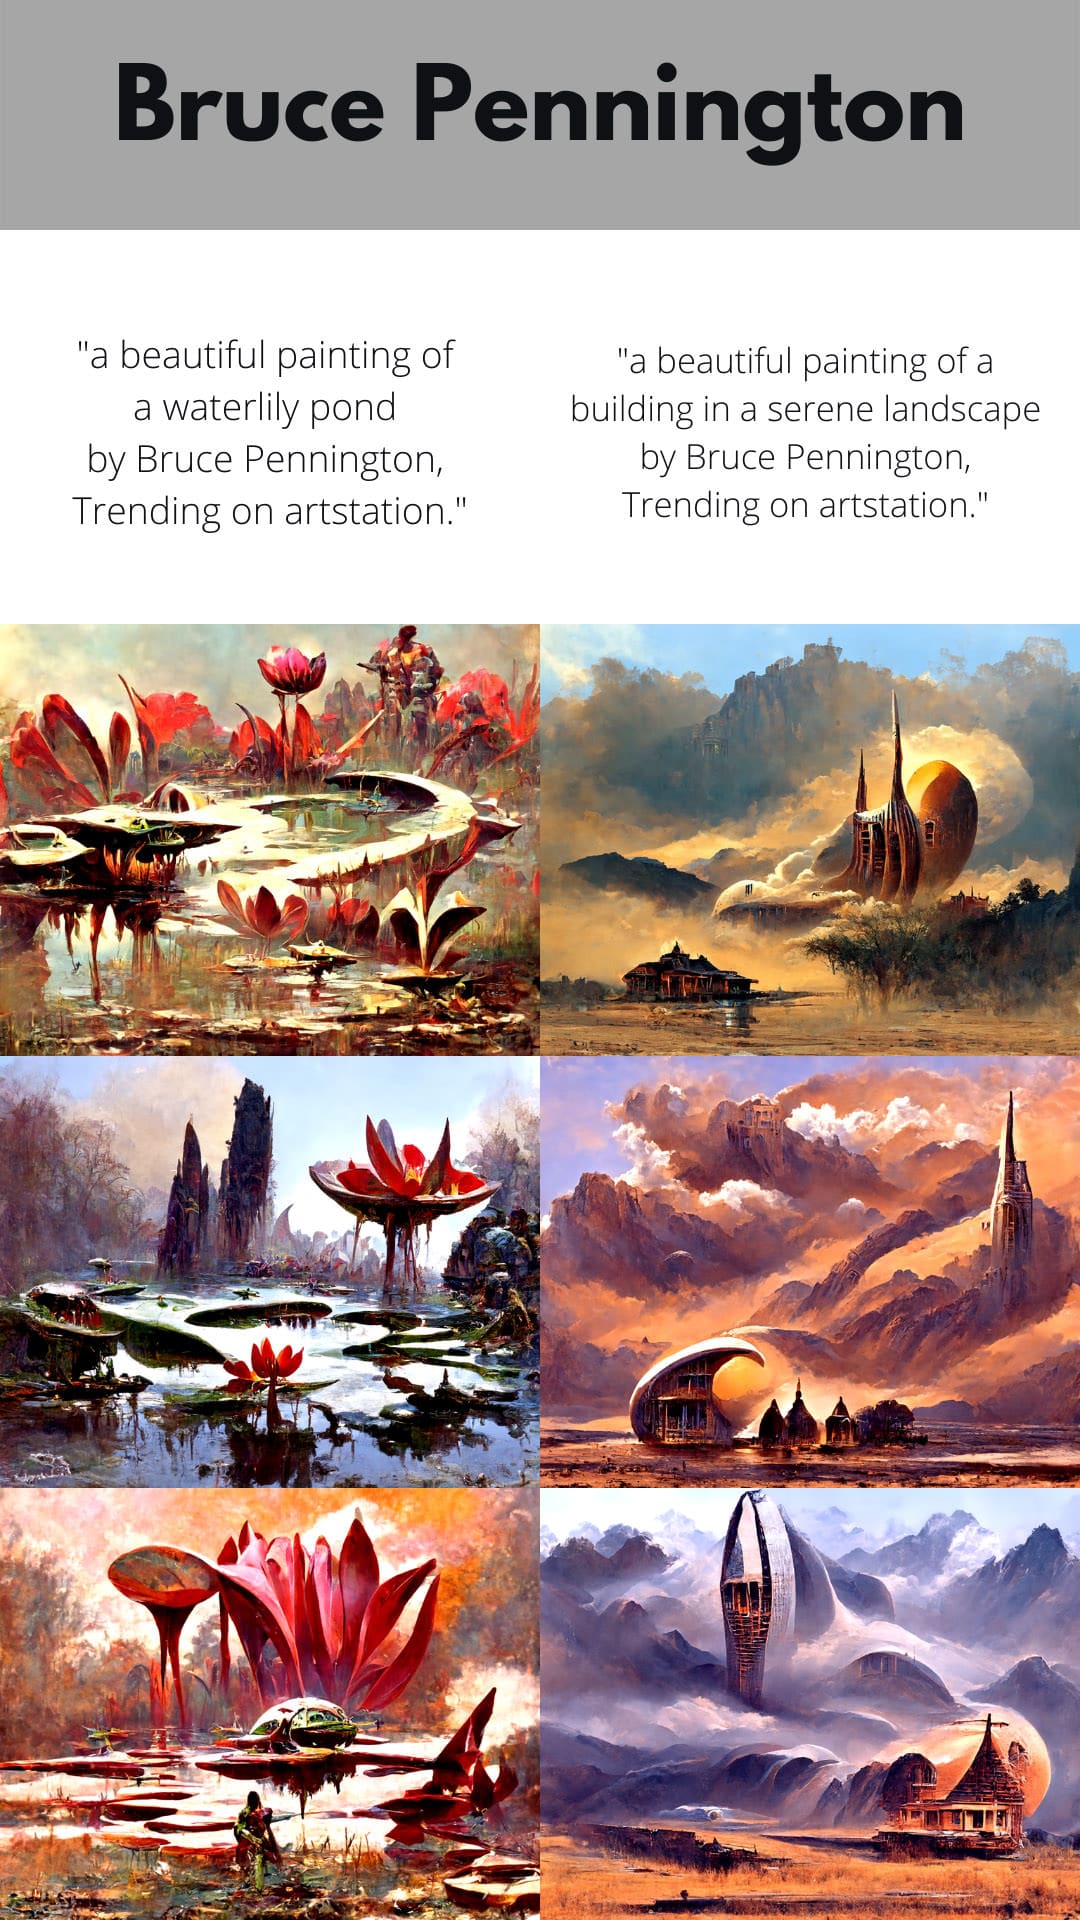 Bruce Pennington
"a beautiful painting of
a waterlily pond
by Bruce Pennington,
Trending on artstation."
"a beautiful painting of a
building in a serene landscape
by Bruce Pennington,
Trending on artstation."